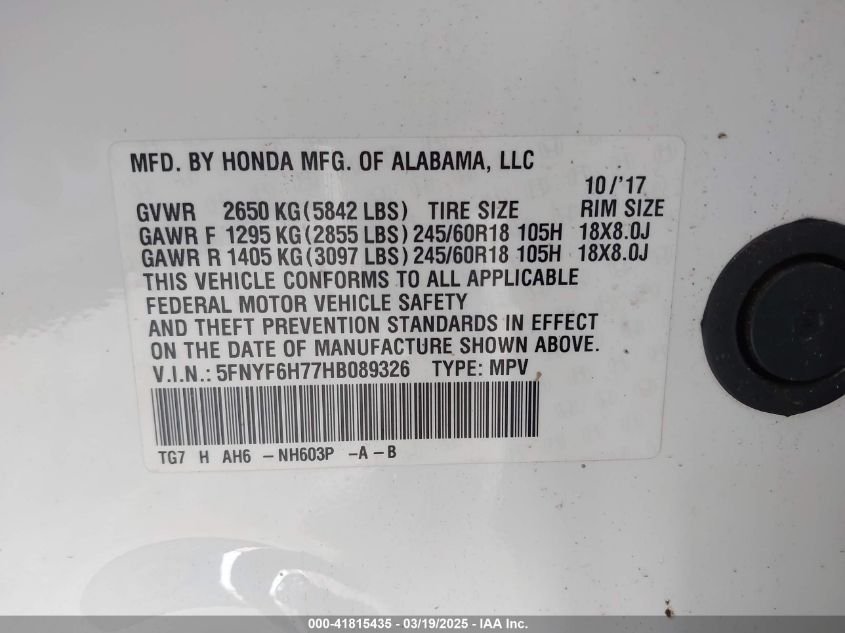 MFD. BY HONDA MFG. OF ALABAMA, LLC
10/'17
GVWR 2650 KG(5842 LBS) TIRE SIZE RIM SIZE
GAWR F 1295 KG(2855 LBS) 245/60R18 105H 18X8.0J
GAWR R 1405 KG(3097 LBS) 245/60R18 105H 18X8.0J
THIS VEHICLE CONFORMS TO ALL APPLICABLE
FEDERAL MOTOR VEHICLE SAFETY
AND THEFT PREVENTION STANDARDS IN EFFECT
ON THE DATE OF MANUFACTURE SHOWN ABOVE.
V.I.N.: 5FNYF6H77HB089326 TYPE: MPV
TG7 H AH6 -NH603P -A-B
000-41815435 - 03/19/2025 - IAA Inc.